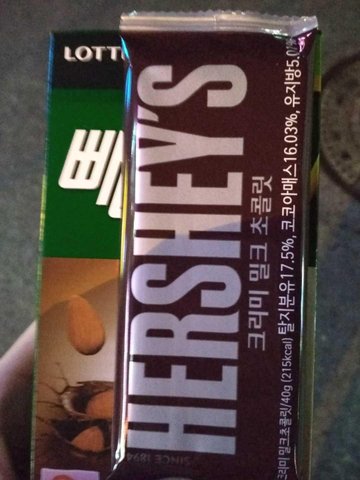 LOTTE
빼
HERSHEY'S
SINCE 1894
크리미 밀크 초콜릿
탈지분유17.5%, 코코아매스16.03%, 유지방5.0%
크리미 밀크초콜릿/40g (215kcal)